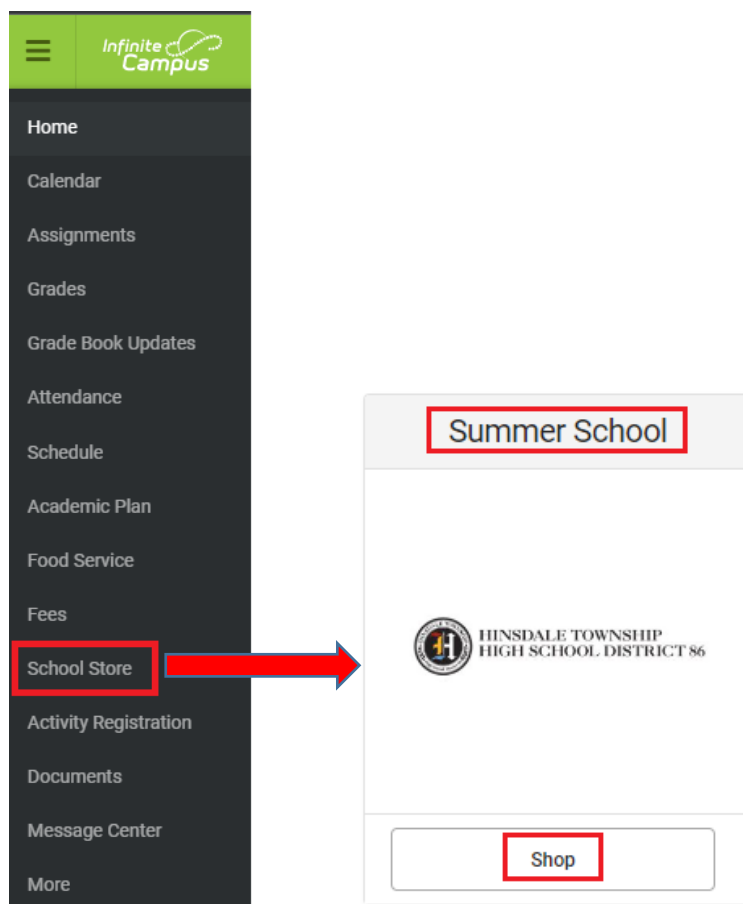 Infinite
Campus
Home
Calendar
Assignments
Grades
Grade Book Updates
Attendance
Schedule
Academic Plan
Food Service
Fees
School Store
Activity Registration
Documents
Message Center
More
Summer School
H
HINSDALE TOWNSHIP
HIGH SCHOOL DISTRICT 86
Shop